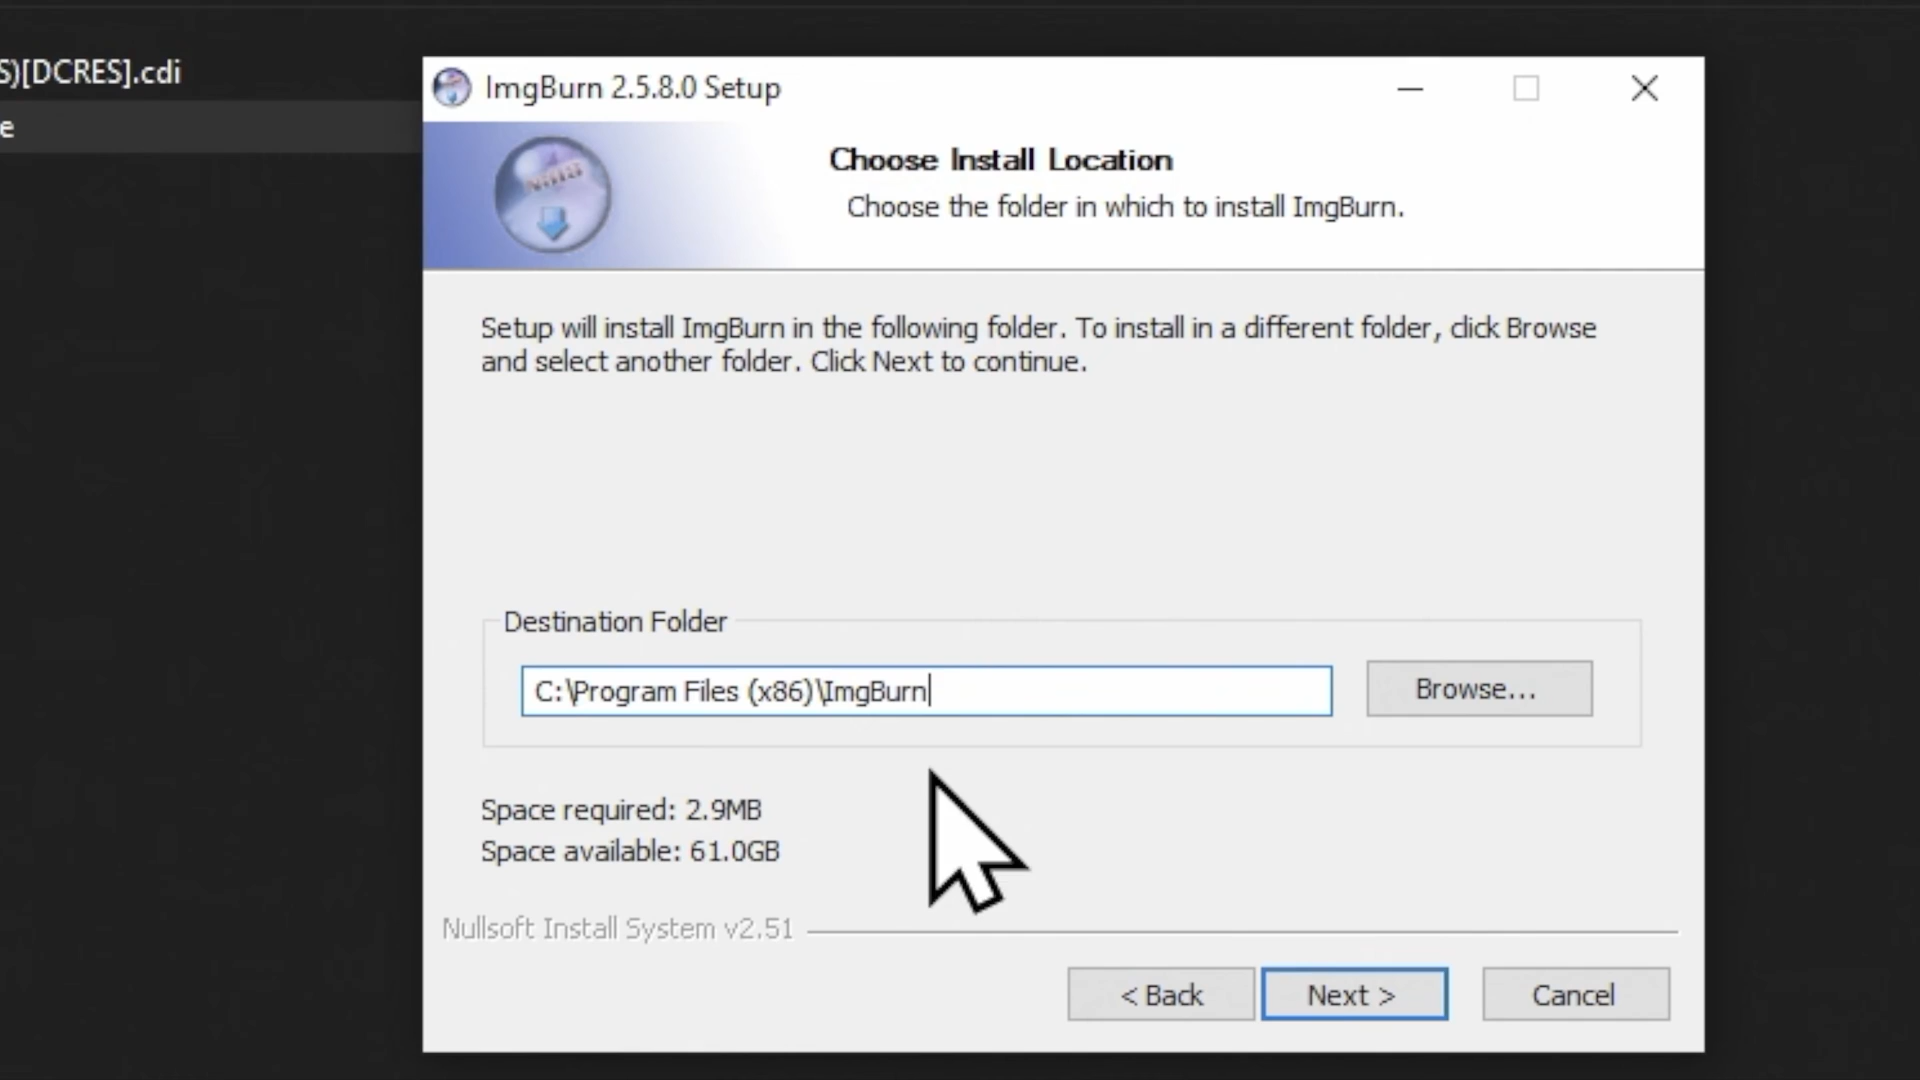 S)[DCRES].cdi
e
ImgBurn 2.5.8.0 Setup
Choose Install Location
Choose the folder in which to install ImgBurn.
Setup will install ImgBurn in the following folder. To install in a different folder, click Browse
and select another folder. Click Next to continue.
Destination Folder
C:\Program Files (x86)\ImgBurn
Browse...
Space required: 2.9MB
Space available: 61.0GB
Nullsoft Install System v2.51
< Back
Next >
Cancel